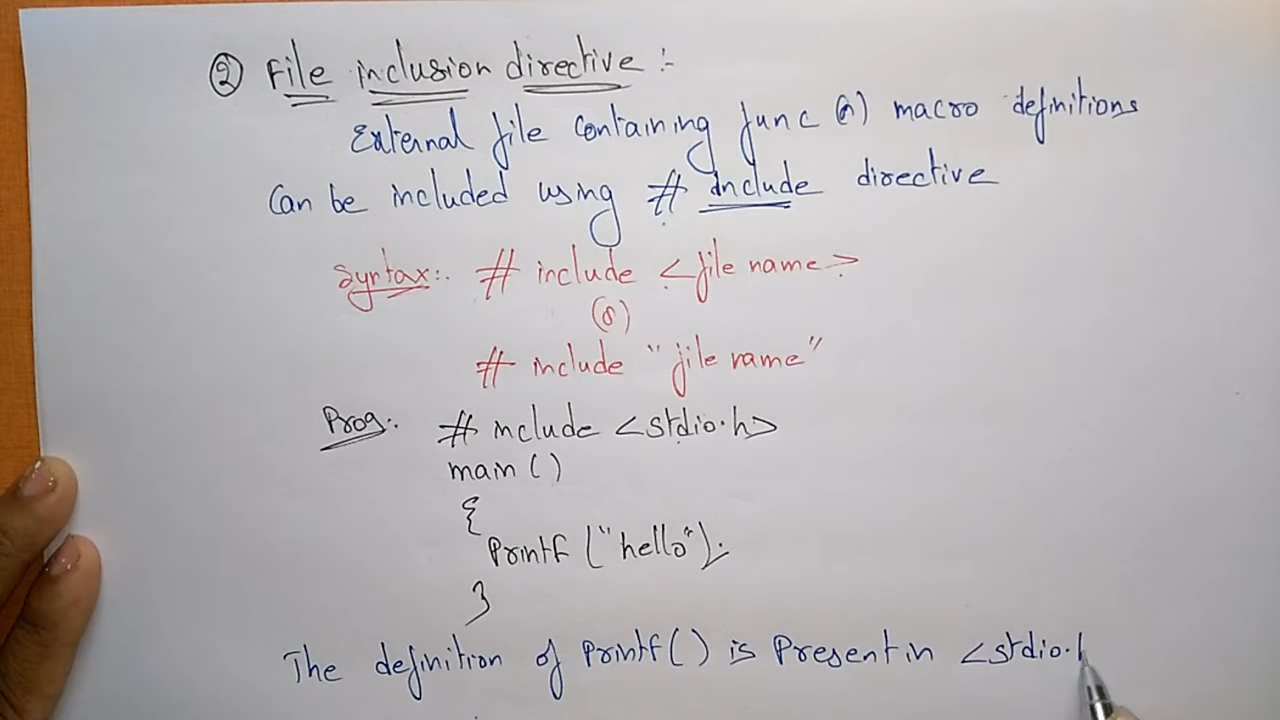 ② File inclusion directive :-
External file containing func (or) macro definitions
Can be included using # include directive
Syntax:- # include <file name>
(or)
# include "file name"
Prog:- # include <stdio.h>
main ()
{
Printf ("hello");
}
The definition of Printf() is Present in <stdio.h